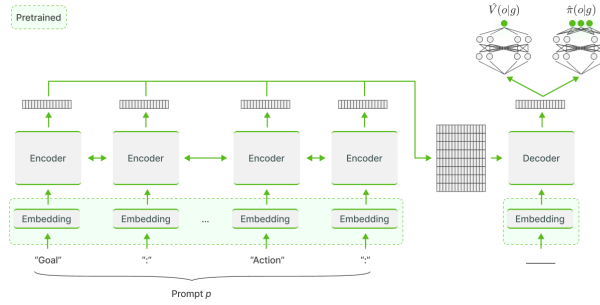 Pretrained
V̂(o|g) π̂(o|g)
Encoder Encoder Encoder Encoder Decoder
Embedding Embedding ... Embedding Embedding Embedding
“Goal” “:” “Action” “:”
Prompt p